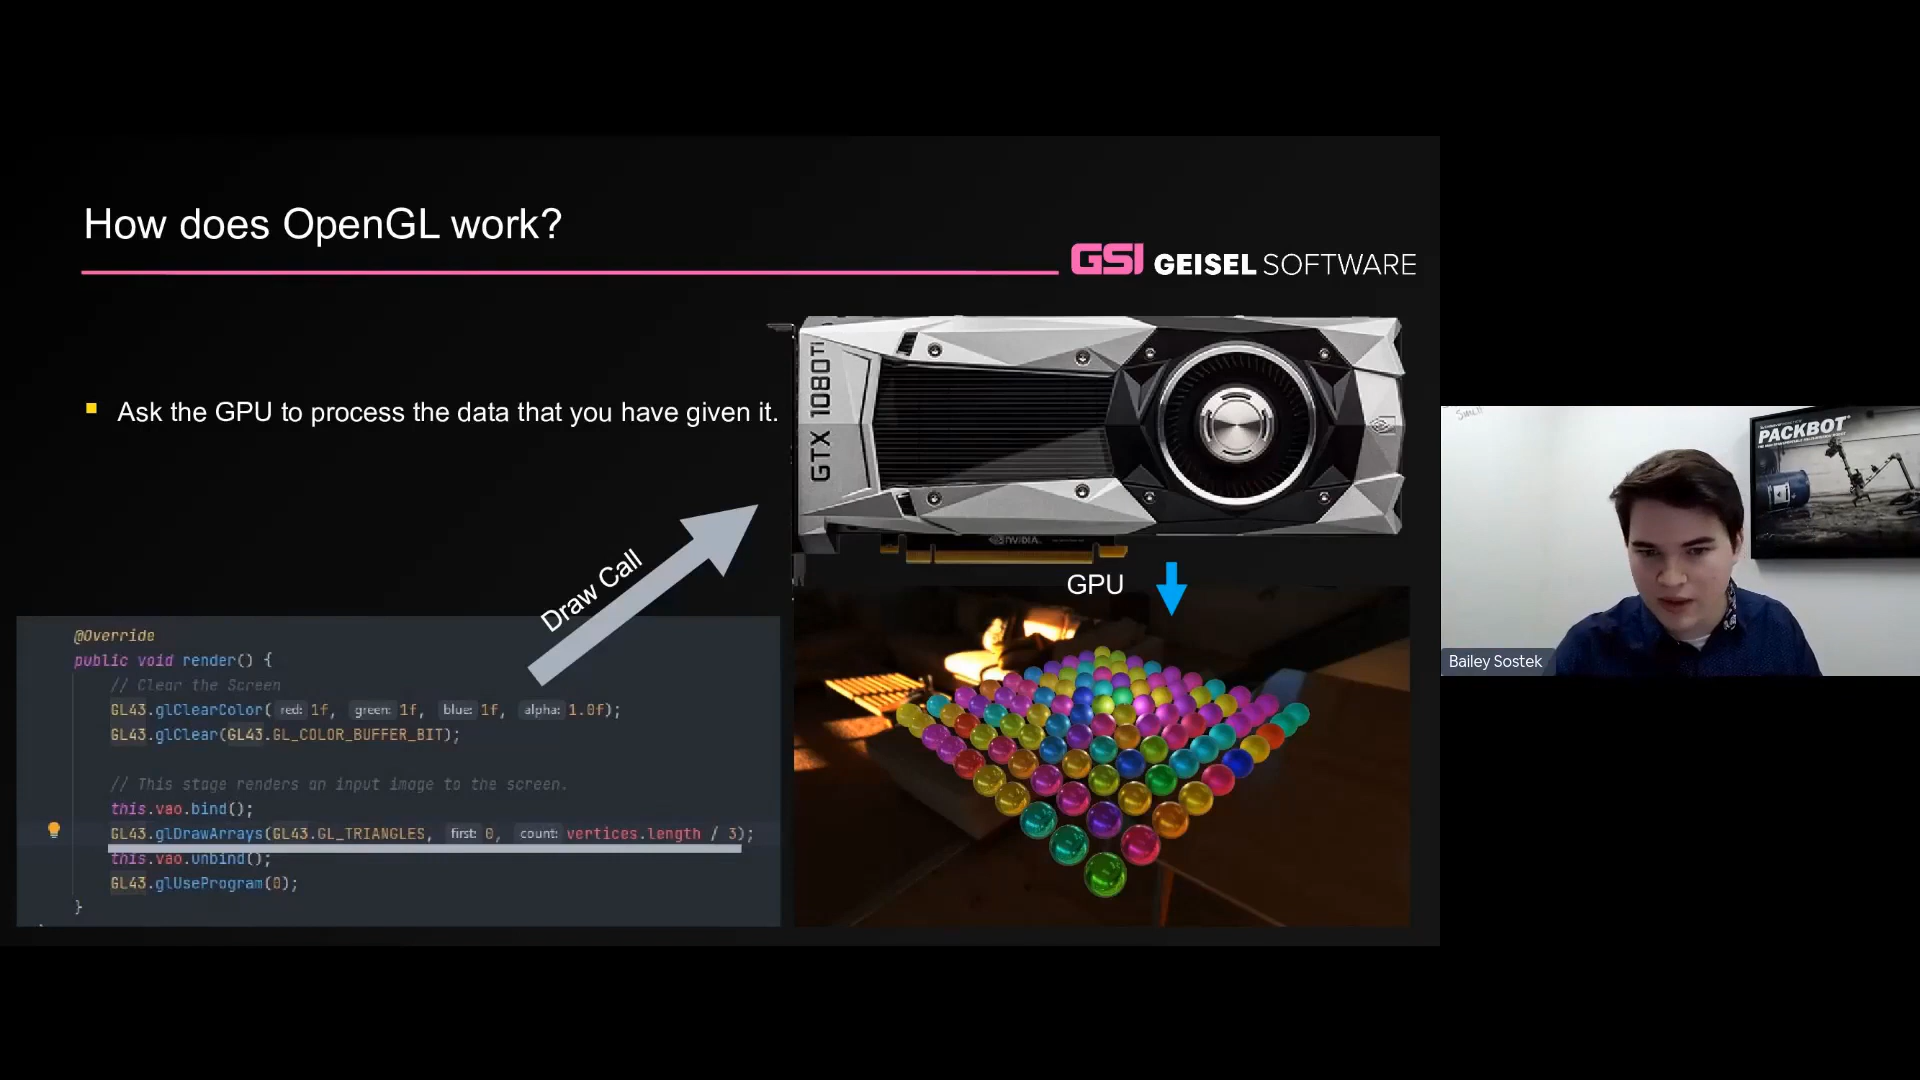 How does OpenGL work?
GSI GEISEL SOFTWARE
Ask the GPU to process the data that you have given it.
GTX 1080 Ti
NVIDIA
GPU
Draw Call
@Override
public void render() {
// Clear the Screen
GL43.glClearColor( red: 1f, green: 1f, blue: 1f, alpha: 1.0f);
GL43.glClear(GL43.GL_COLOR_BUFFER_BIT);
// This stage renders an input image to the screen.
this.vao.bind();
GL43.glDrawArrays(GL43.GL_TRIANGLES, first: 0, count: vertices.length / 3);
this.vao.unbind();
GL43.glUseProgram(0);
}
PACKBOT
Bailey Sostek